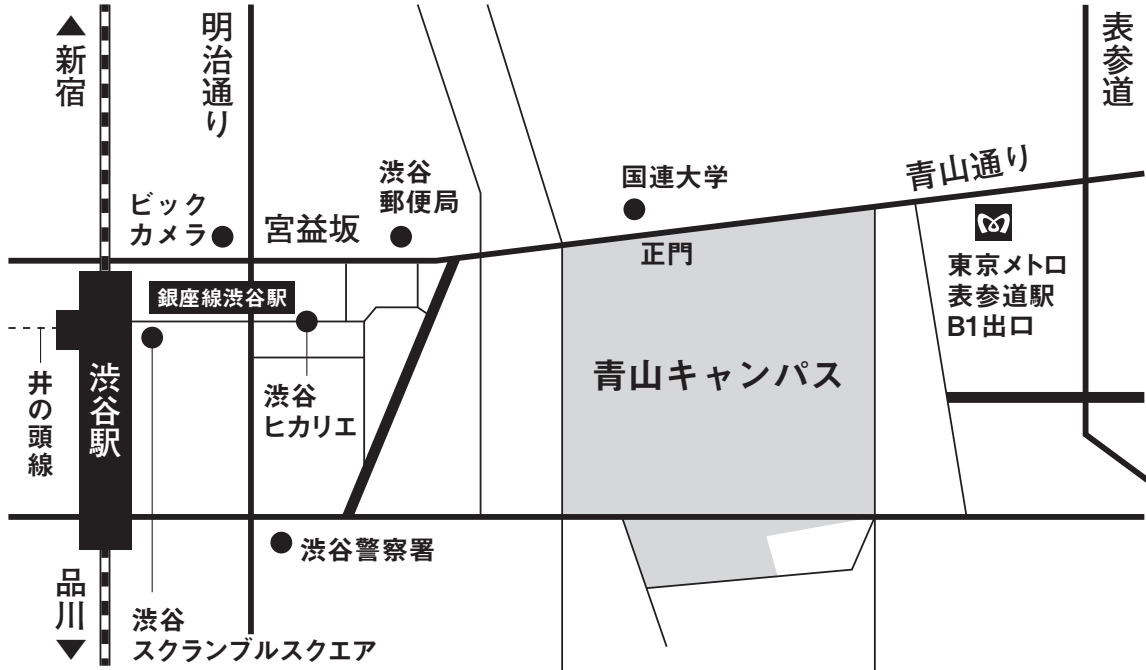 ▲新宿
明治通り
表参道
ビック
カメラ
宮益坂
渋谷
郵便局
国連大学
青山通り
正門
東京メトロ
表参道駅
B1出口
銀座線渋谷駅
青山キャンパス
井の頭線
渋谷駅
渋谷
ヒカリエ
渋谷警察署
品川▼
渋谷
スクランブルスクエア